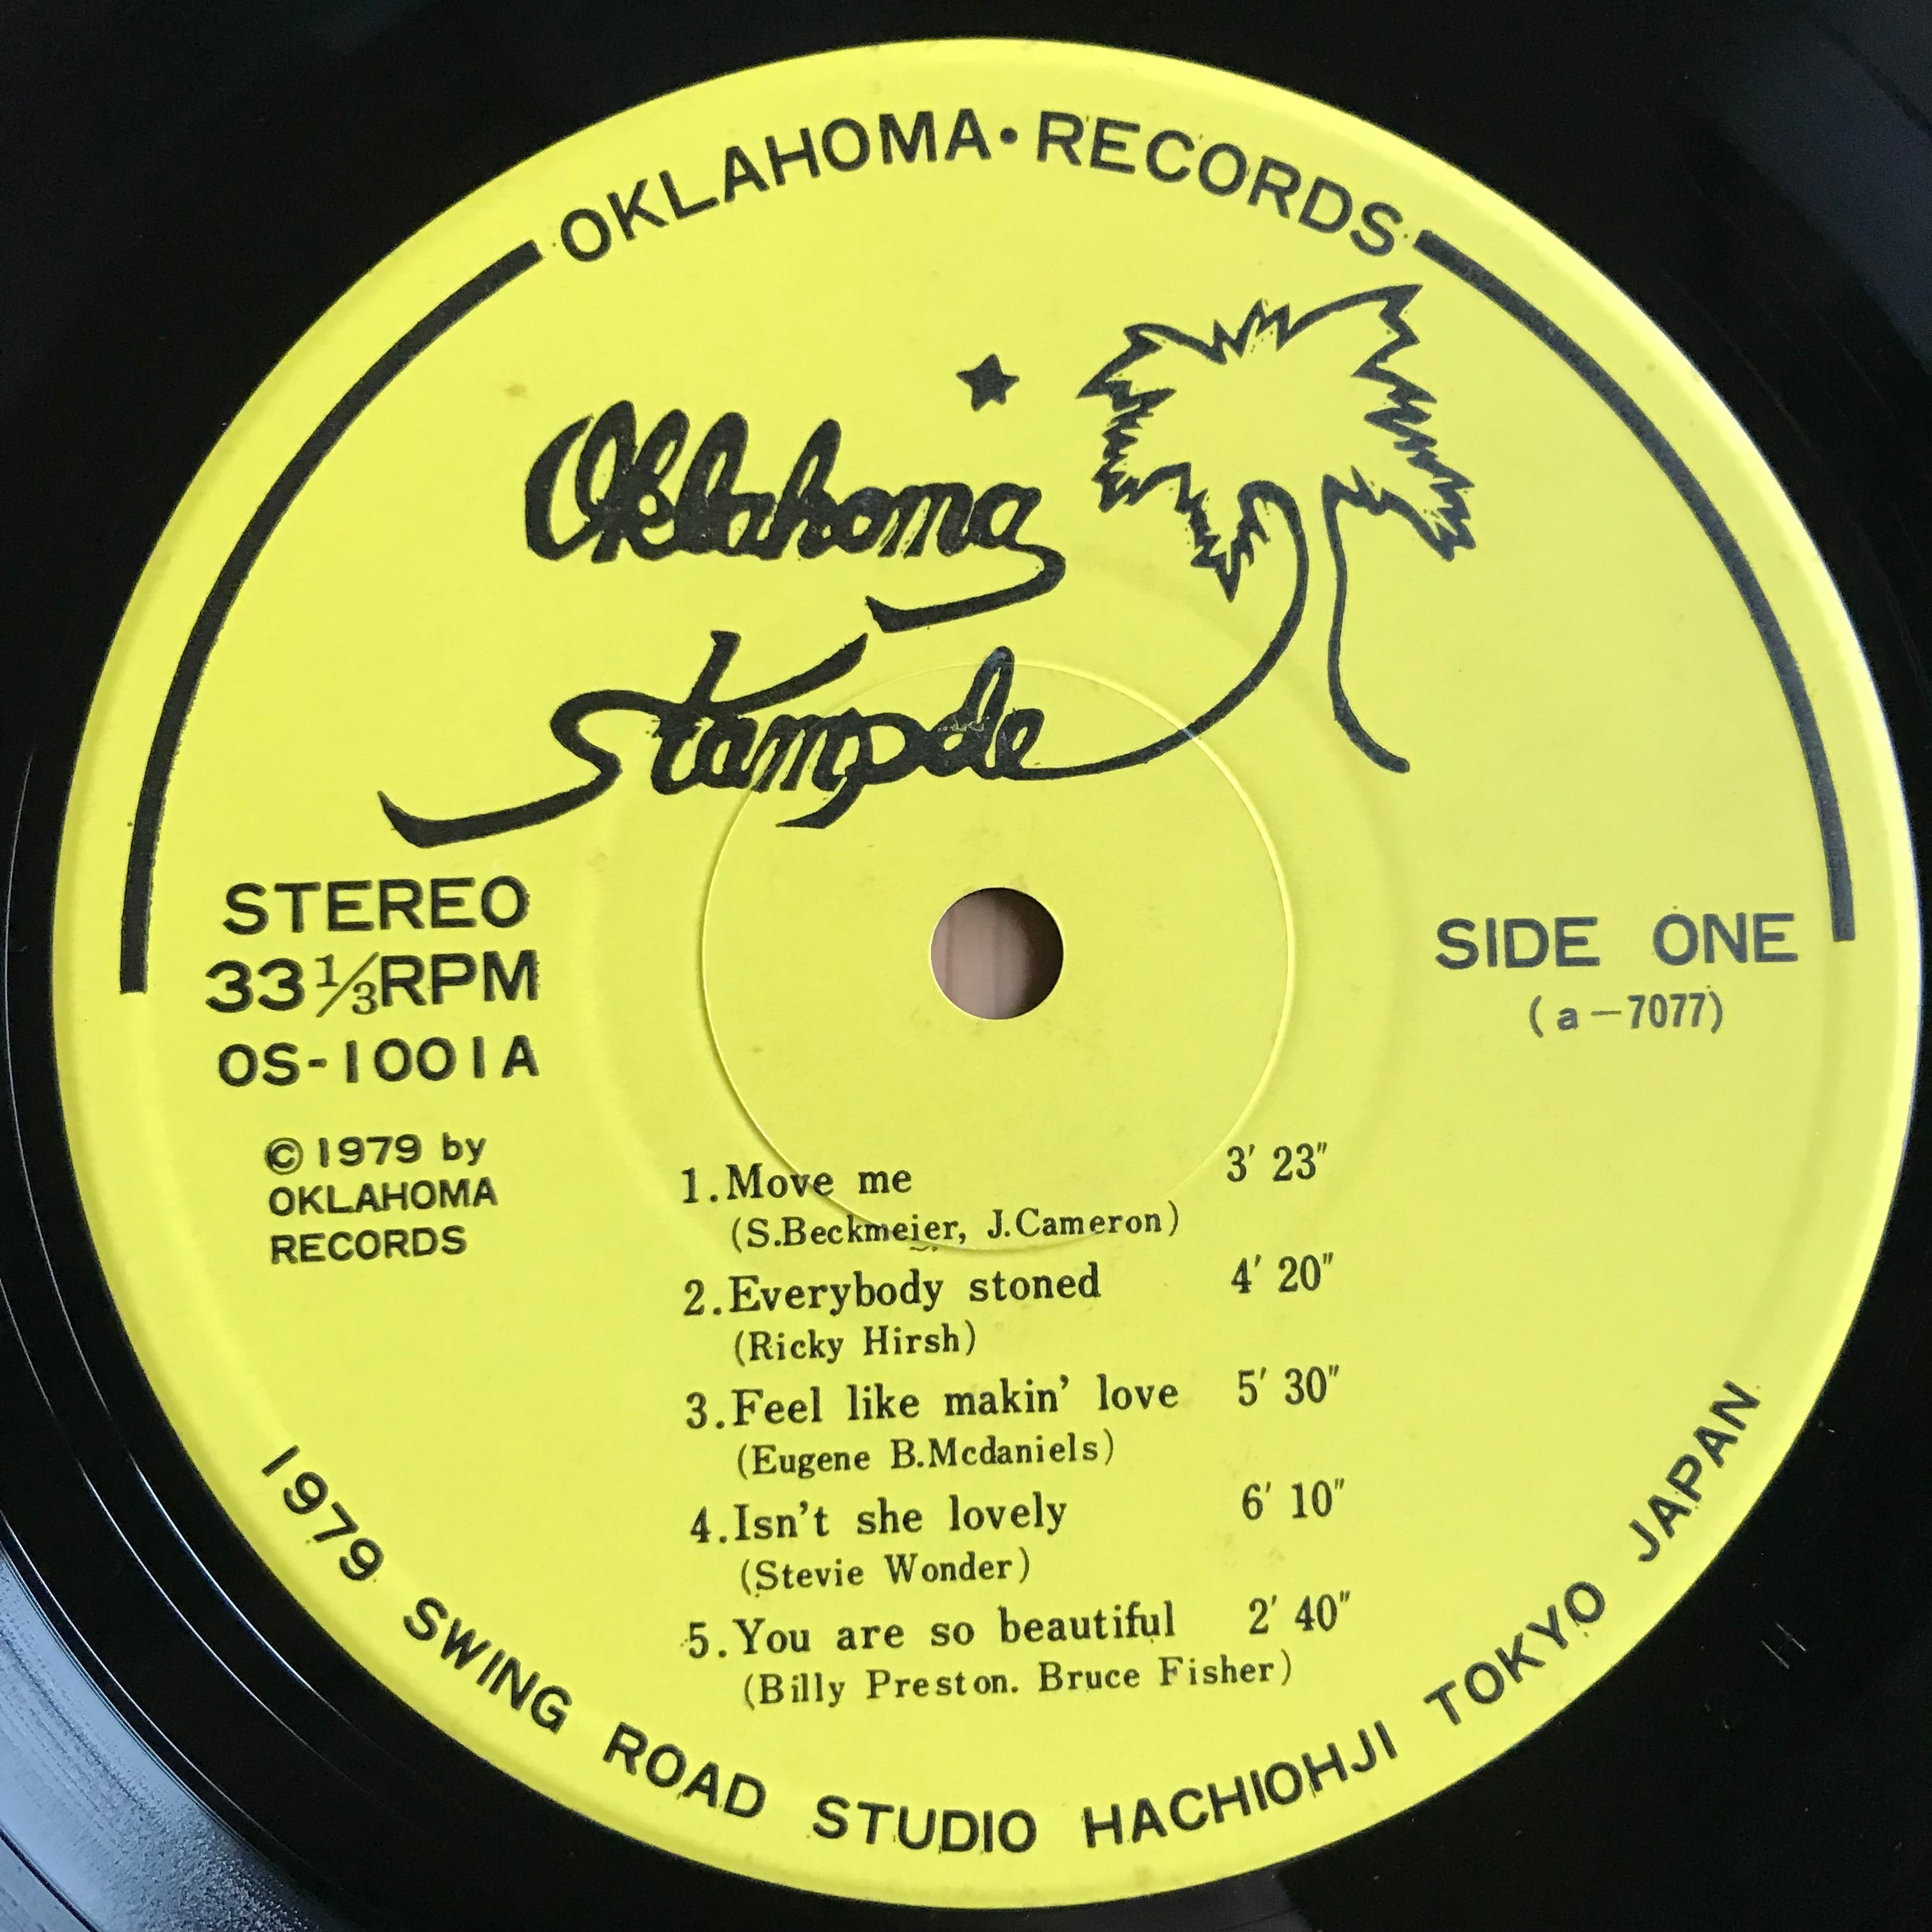 OKLAHOMA・RECORDS
Oklahoma
Stampde
STEREO
33⅓RPM
OS-1001A
© 1979 by
OKLAHOMA
RECORDS
SIDE ONE
(a-7077)
1.Move me 3′ 23″
(S.Beckmeier, J.Cameron)
2.Everybody stoned 4′ 20″
(Ricky Hirsh)
3.Feel like makin' love 5′ 30″
(Eugene B.Mcdaniels)
4.Isn't she lovely 6′ 10″
(Stevie Wonder)
5.You are so beautiful 2′ 40″
(Billy Preston. Bruce Fisher)
1979 SWING ROAD STUDIO HACHIOHJI TOKYO JAPAN